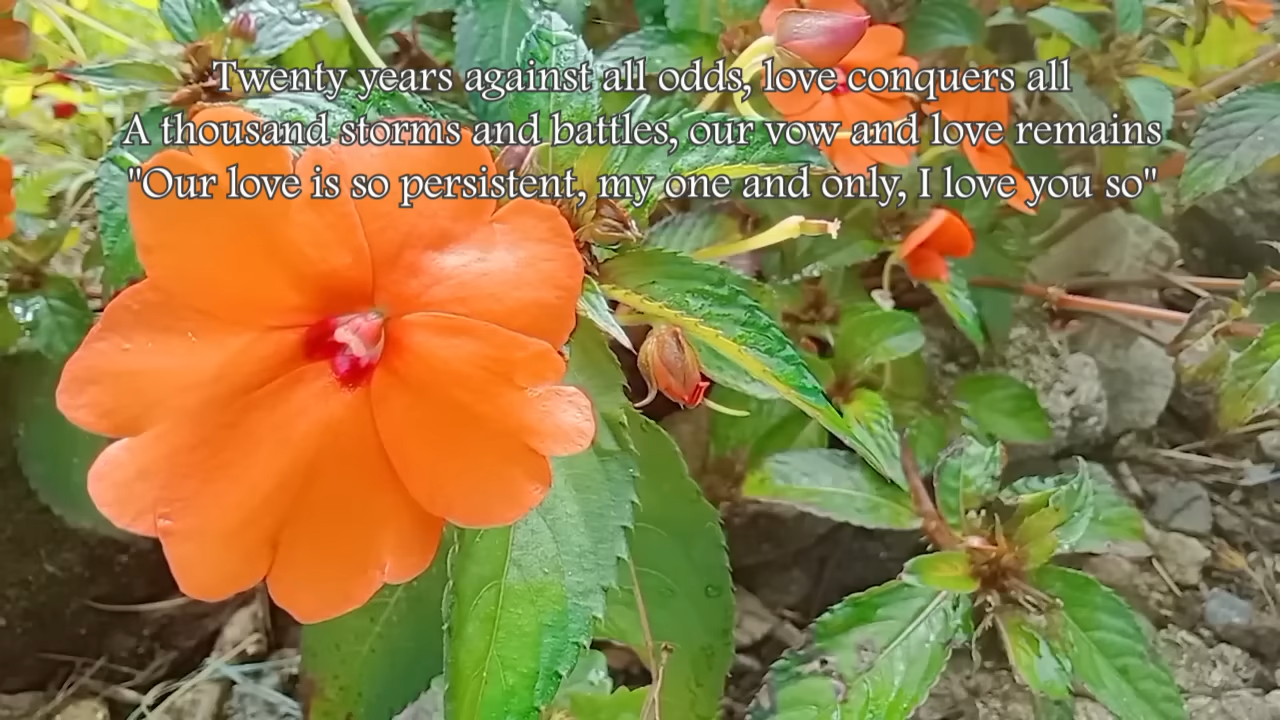 Twenty years against all odds, love conquers all
A thousand storms and battles, our vow and love remains
"Our love is so persistent, my one and only, I love you so"